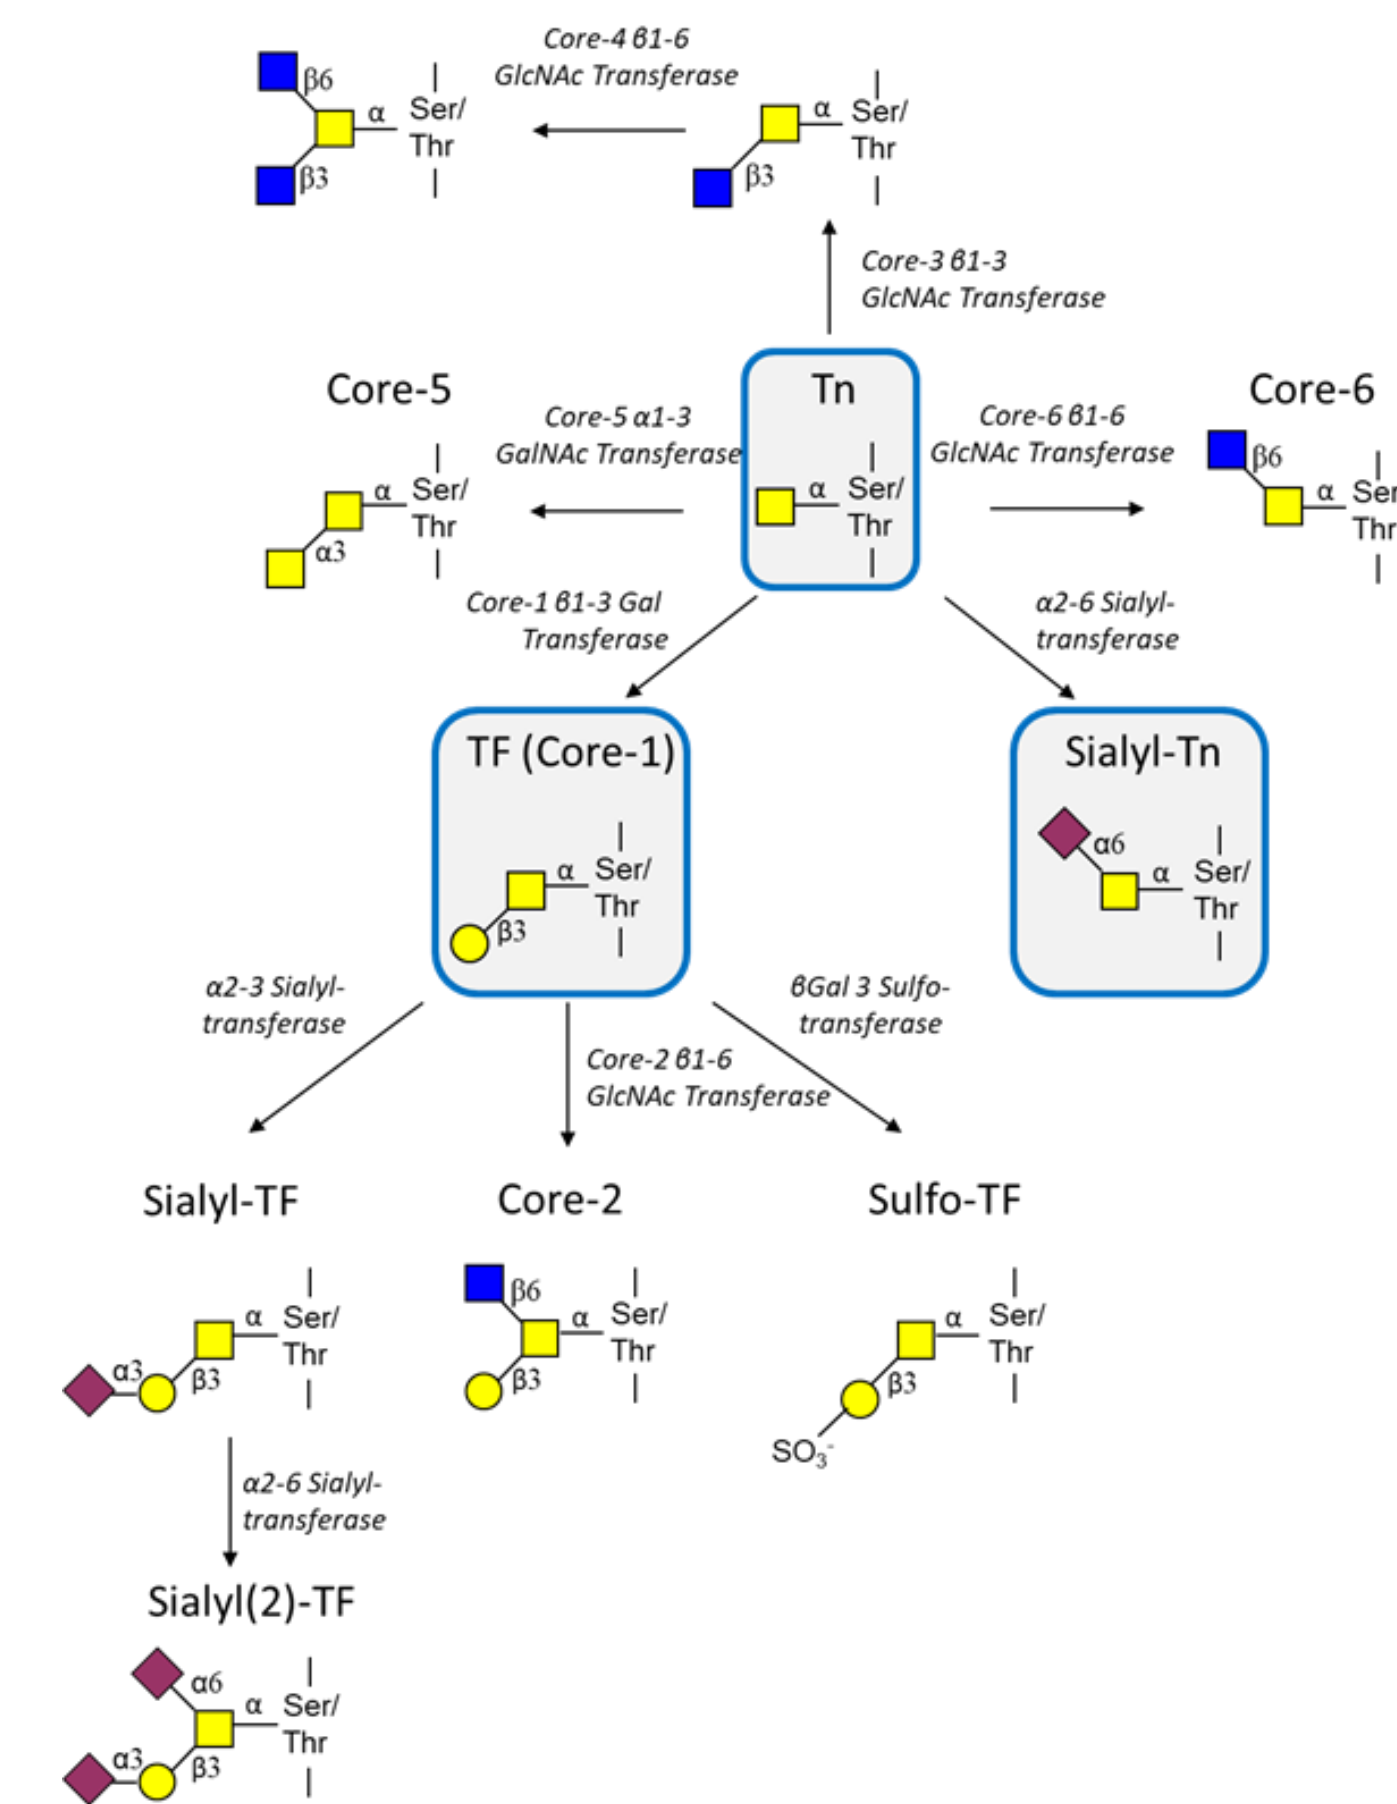 Core-4 β1-6
GlcNAc Transferase
β6
α
Ser/
Thr
β3
α
Ser/
Thr
β3
Core-3 β1-3
GlcNAc Transferase
Core-5
Tn
Core-6
Core-5 α1-3
GalNAc Transferase
Core-6 β1-6
GlcNAc Transferase
α
Ser/
Thr
α3
α
Ser/
Thr
β6
α
Ser
Thr
Core-1 β1-3 Gal
Transferase
α2-6 Sialyl-
transferase
TF (Core-1)
α
Ser/
Thr
β3
Sialyl-Tn
α6
α
Ser/
Thr
α2-3 Sialyl-
transferase
Core-2 β1-6
GlcNAc Transferase
βGal 3 Sulfo-
transferase
Sialyl-TF
Core-2
Sulfo-TF
α
Ser/
Thr
α3
β3
β6
α
Ser/
Thr
β3
α
Ser/
Thr
β3
SO₃⁻
α2-6 Sialyl-
transferase
Sialyl(2)-TF
α6
α
Ser/
Thr
α3
β3